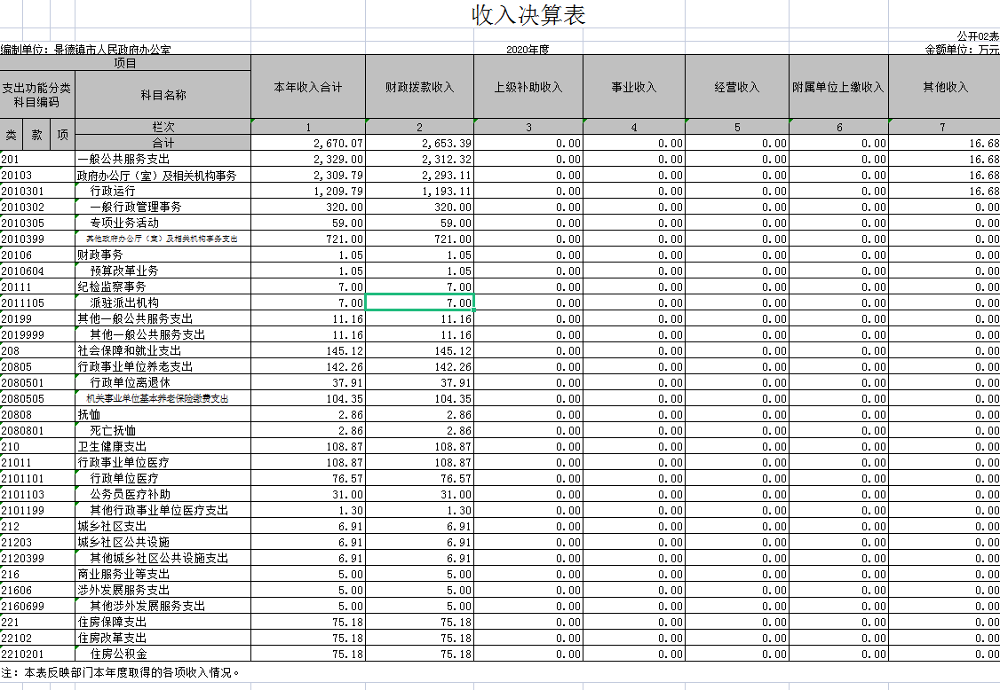 收入决算表
公开02表
编制单位：景德镇市人民政府办公室 2020年度 金额单位：万元
项目 本年收入合计 财政拨款收入 上级补助收入 事业收入 经营收入 附属单位上缴收入 其他收入
支出功能分类科目编码 科目名称
类 款 项 栏次 1 2 3 4 5 6 7
合计 2,670.07 2,653.39 0.00 0.00 0.00 0.00 16.68
201 一般公共服务支出 2,329.00 2,312.32 0.00 0.00 0.00 0.00 16.68
20103 政府办公厅（室）及相关机构事务 2,309.79 2,293.11 0.00 0.00 0.00 0.00 16.68
2010301 行政运行 1,209.79 1,193.11 0.00 0.00 0.00 0.00 16.68
2010302 一般行政管理事务 320.00 320.00 0.00 0.00 0.00 0.00 0.00
2010305 专项业务活动 59.00 59.00 0.00 0.00 0.00 0.00 0.00
2010399 其他政府办公厅（室）及相关机构事务支出 721.00 721.00 0.00 0.00 0.00 0.00 0.00
20106 财政事务 1.05 1.05 0.00 0.00 0.00 0.00 0.00
2010604 预算改革业务 1.05 1.05 0.00 0.00 0.00 0.00 0.00
20111 纪检监察事务 7.00 7.00 0.00 0.00 0.00 0.00 0.00
2011105 派驻派出机构 7.00 7.00 0.00 0.00 0.00 0.00 0.00
20199 其他一般公共服务支出 11.16 11.16 0.00 0.00 0.00 0.00 0.00
2019999 其他一般公共服务支出 11.16 11.16 0.00 0.00 0.00 0.00 0.00
208 社会保障和就业支出 145.12 145.12 0.00 0.00 0.00 0.00 0.00
20805 行政事业单位养老支出 142.26 142.26 0.00 0.00 0.00 0.00 0.00
2080501 行政单位离退休 37.91 37.91 0.00 0.00 0.00 0.00 0.00
2080505 机关事业单位基本养老保险缴费支出 104.35 104.35 0.00 0.00 0.00 0.00 0.00
20808 抚恤 2.86 2.86 0.00 0.00 0.00 0.00 0.00
2080801 死亡抚恤 2.86 2.86 0.00 0.00 0.00 0.00 0.00
210 卫生健康支出 108.87 108.87 0.00 0.00 0.00 0.00 0.00
21011 行政事业单位医疗 108.87 108.87 0.00 0.00 0.00 0.00 0.00
2101101 行政单位医疗 76.57 76.57 0.00 0.00 0.00 0.00 0.00
2101103 公务员医疗补助 31.00 31.00 0.00 0.00 0.00 0.00 0.00
2101199 其他行政事业单位医疗支出 1.30 1.30 0.00 0.00 0.00 0.00 0.00
212 城乡社区支出 6.91 6.91 0.00 0.00 0.00 0.00 0.00
21203 城乡社区公共设施 6.91 6.91 0.00 0.00 0.00 0.00 0.00
2120399 其他城乡社区公共设施支出 6.91 6.91 0.00 0.00 0.00 0.00 0.00
216 商业服务业等支出 5.00 5.00 0.00 0.00 0.00 0.00 0.00
21606 涉外发展服务支出 5.00 5.00 0.00 0.00 0.00 0.00 0.00
2160699 其他涉外发展服务支出 5.00 5.00 0.00 0.00 0.00 0.00 0.00
221 住房保障支出 75.18 75.18 0.00 0.00 0.00 0.00 0.00
22102 住房改革支出 75.18 75.18 0.00 0.00 0.00 0.00 0.00
2210201 住房公积金 75.18 75.18 0.00 0.00 0.00 0.00 0.00
注：本表反映部门本年度取得的各项收入情况。